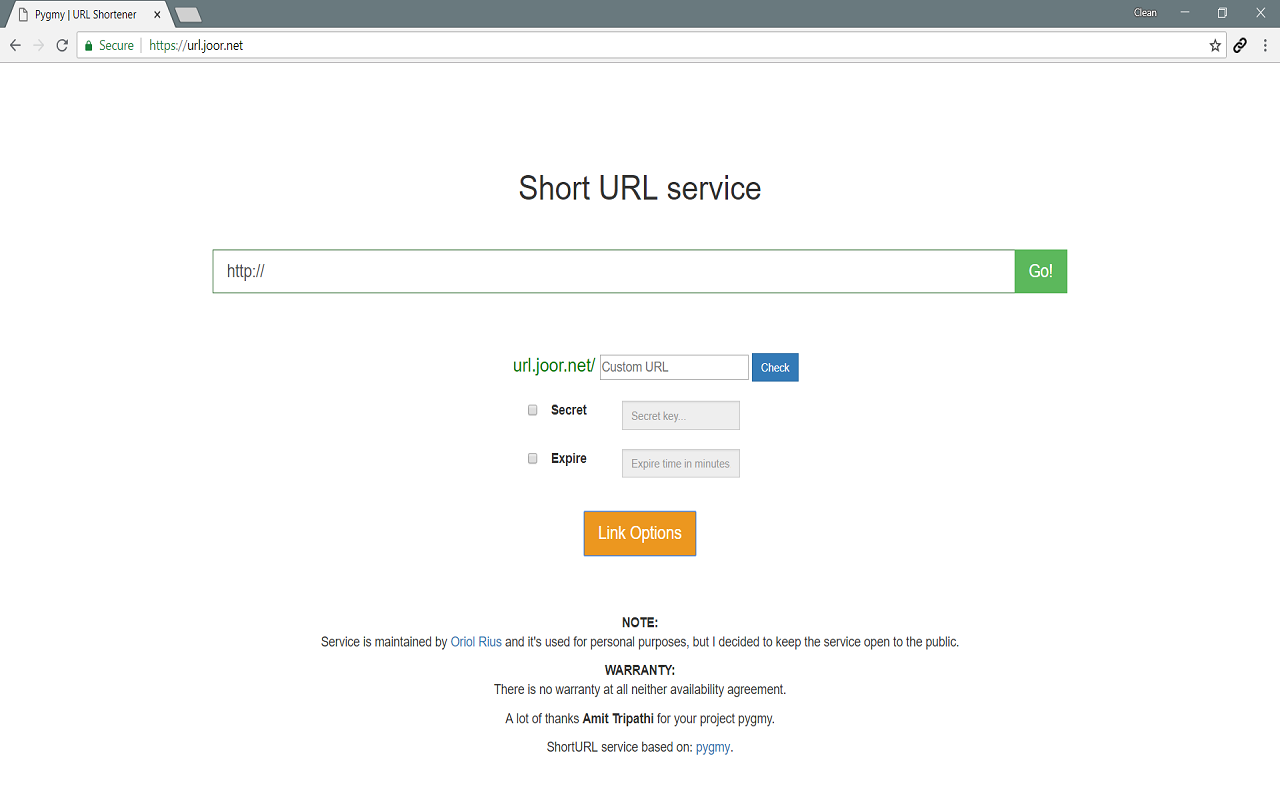 Pygmy | URL Shortener
Clean
Secure https://url.joor.net
Short URL service
http:// Go!
url.joor.net/ Custom URL Check
Secret Secret key...
Expire Expire time in minutes
Link Options
NOTE:
Service is maintained by Oriol Rius and it's used for personal purposes, but I decided to keep the service open to the public.
WARRANTY:
There is no warranty at all neither availability agreement.
A lot of thanks Amit Tripathi for your project pygmy.
ShortURL service based on: pygmy.